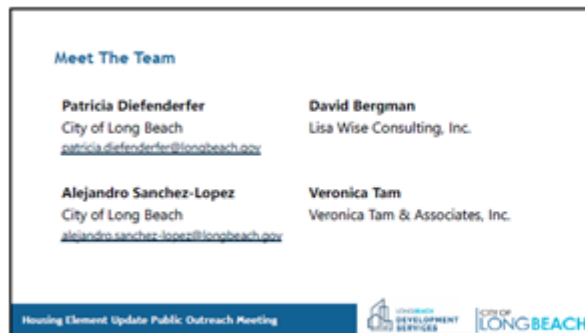 Meet The Team
Patricia Diefenderfer
City of Long Beach
patricia.diefenderfer@longbeach.gov
David Bergman
Lisa Wise Consulting, Inc.
Alejandro Sanchez-Lopez
City of Long Beach
alejandro.sanchez-lopez@longbeach.gov
Veronica Tam
Veronica Tam & Associates, Inc.
Housing Element Update Public Outreach Meeting
LONGBEACH
DEVELOPMENT
SERVICES
CITY OF
LONGBEACH